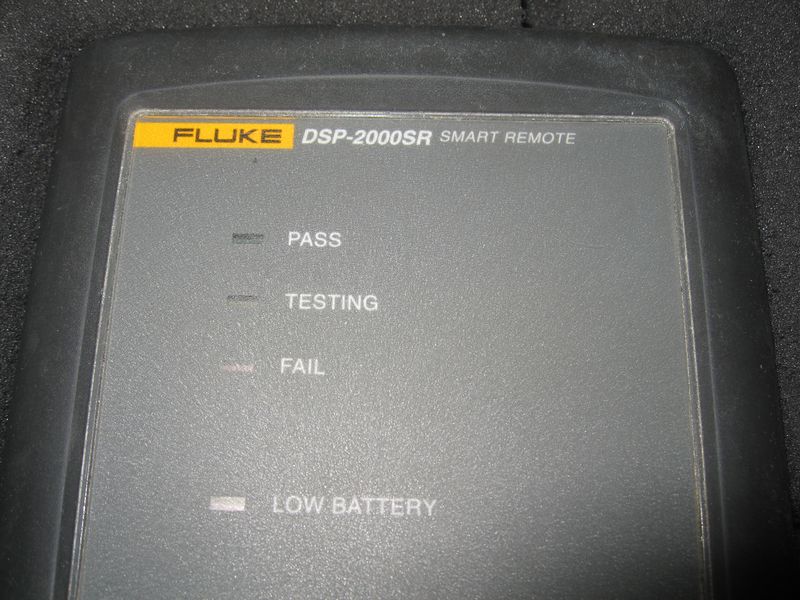 FLUKE DSP-2000SR SMART REMOTE
PASS
TESTING
FAIL
LOW BATTERY